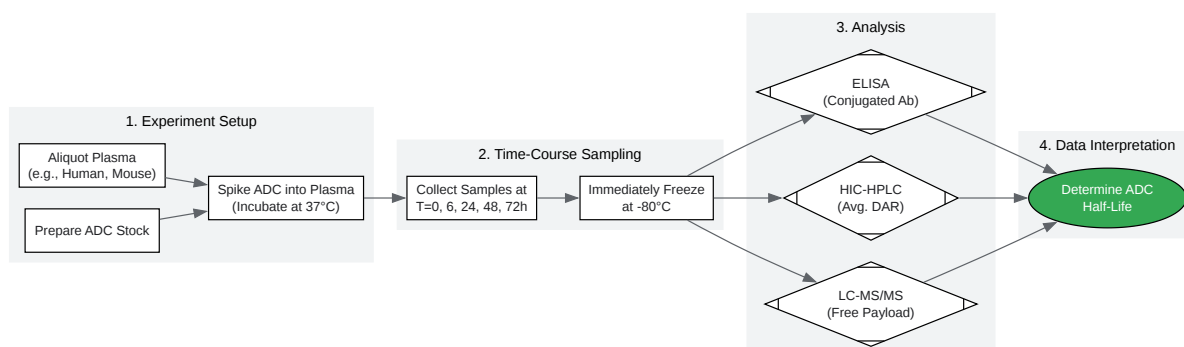 1. Experiment Setup
Aliquot Plasma
(e.g., Human, Mouse)
Prepare ADC Stock
Spike ADC into Plasma
(Incubate at 37°C)
2. Time-Course Sampling
Collect Samples at
T=0, 6, 24, 48, 72h
Immediately Freeze
at -80°C
3. Analysis
ELISA
(Conjugated Ab)
HIC-HPLC
(Avg. DAR)
LC-MS/MS
(Free Payload)
4. Data Interpretation
Determine ADC
Half-Life